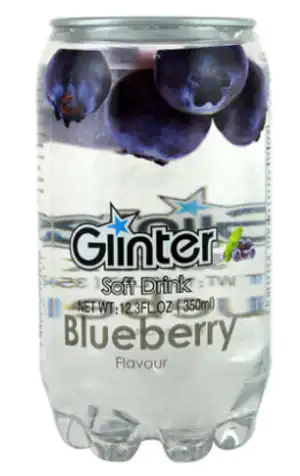 Glinter
Soft Drink
NET WT:12.3FL.OZ ( 350ml)
Blueberry
Flavour